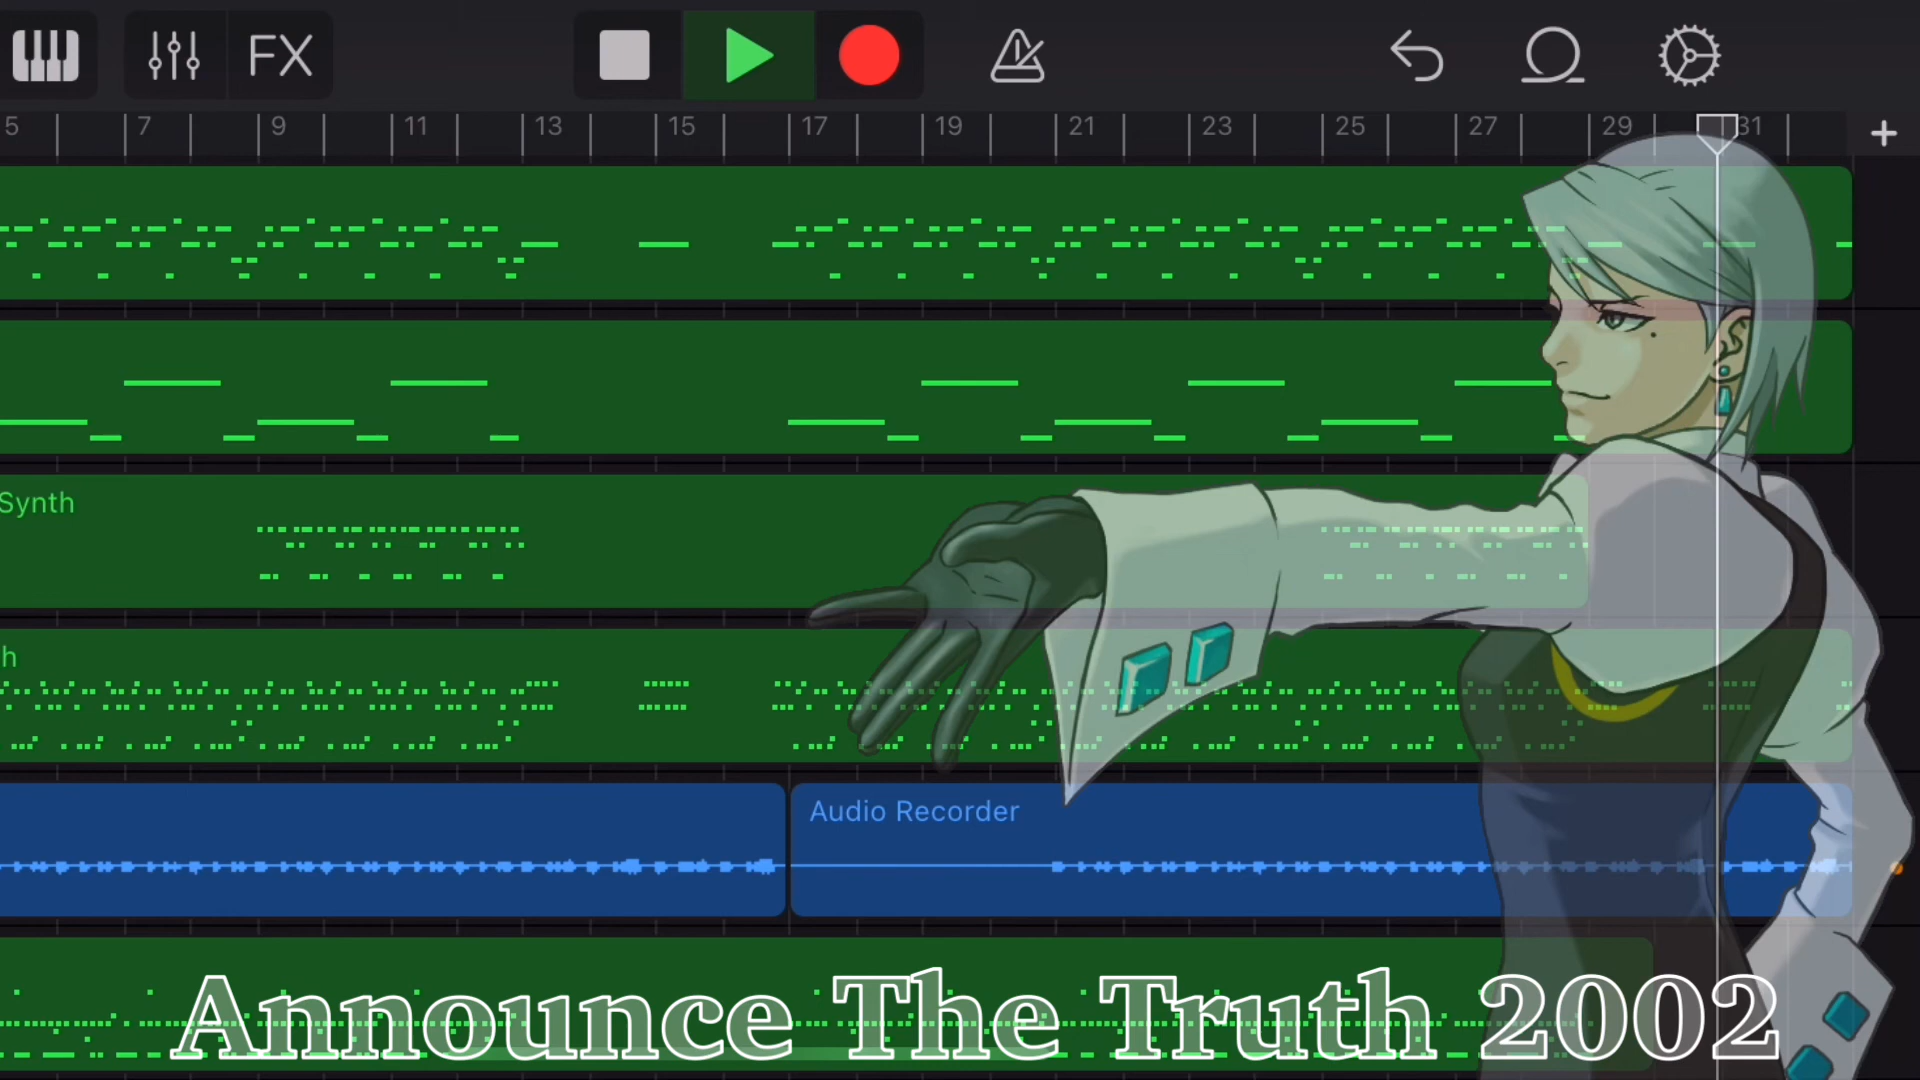 FX
5 7 9 11 13 15 17 19 21 23 25 27 29 31
Synth
h
Audio Recorder
Announce The Truth 2002